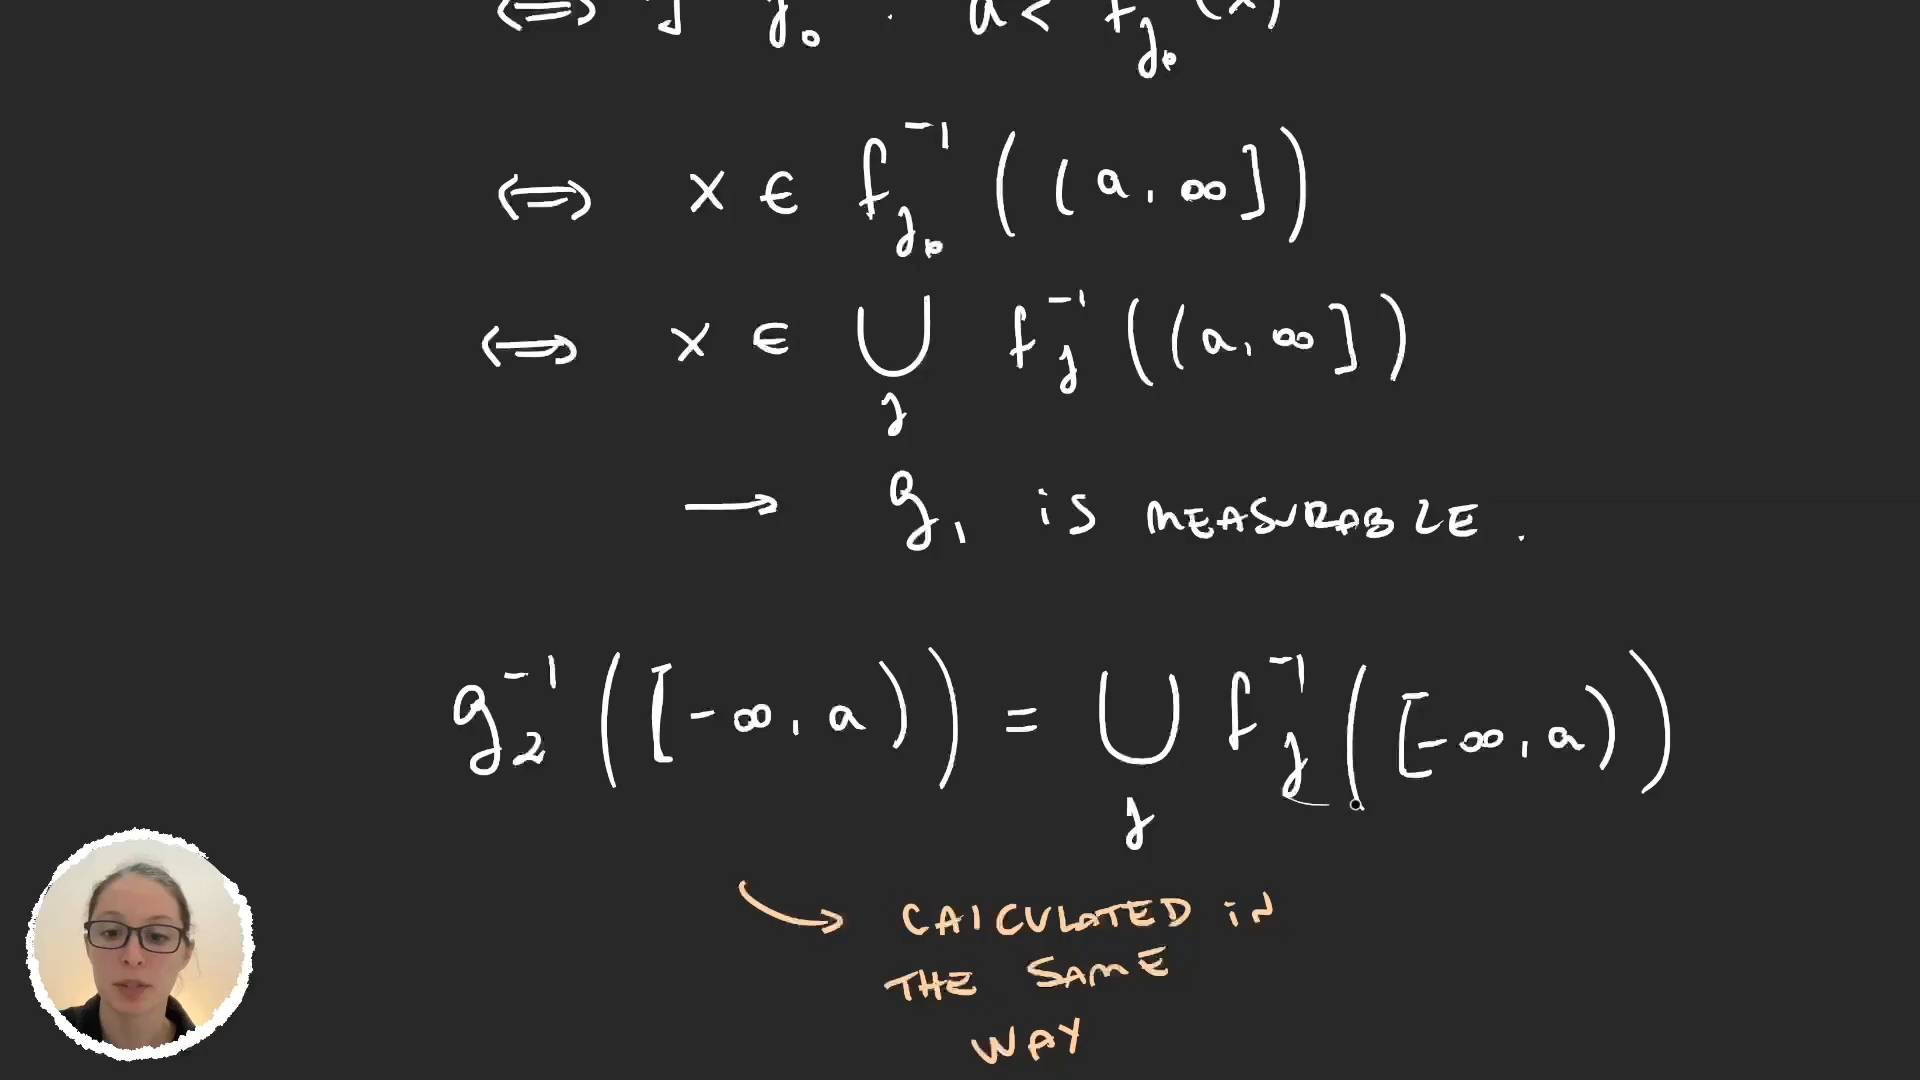 ⟺ ∃ j₀ : a < f_{j₀}(x)
⟺ x ∈ f_{j₀}^{-1}((a, ∞])
⟺ x ∈ ⋃_j f_j^{-1}((a, ∞])
⟶ g₁ is MEASURABLE.
g₂^{-1}([-∞, a)) = ⋃_j f_j^{-1}([-∞, a))
CALCULATED iN
THE SAME
WAY